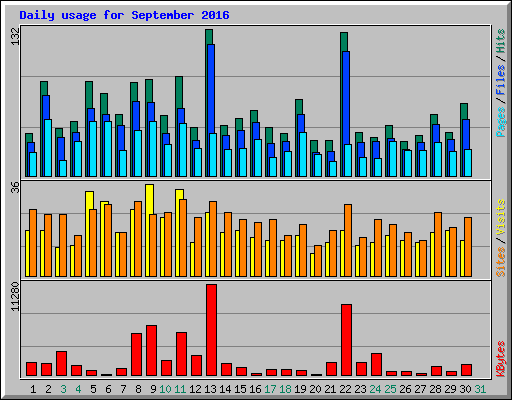 Daily usage for September 2016
132
Pages / Files / Hits
36
Sites / Visits
11280
KBytes
1 2 3 4 5 6 7 8 9 10 11 12 13 14 15 16 17 18 19 20 21 22 23 24 25 26 27 28 29 30 31